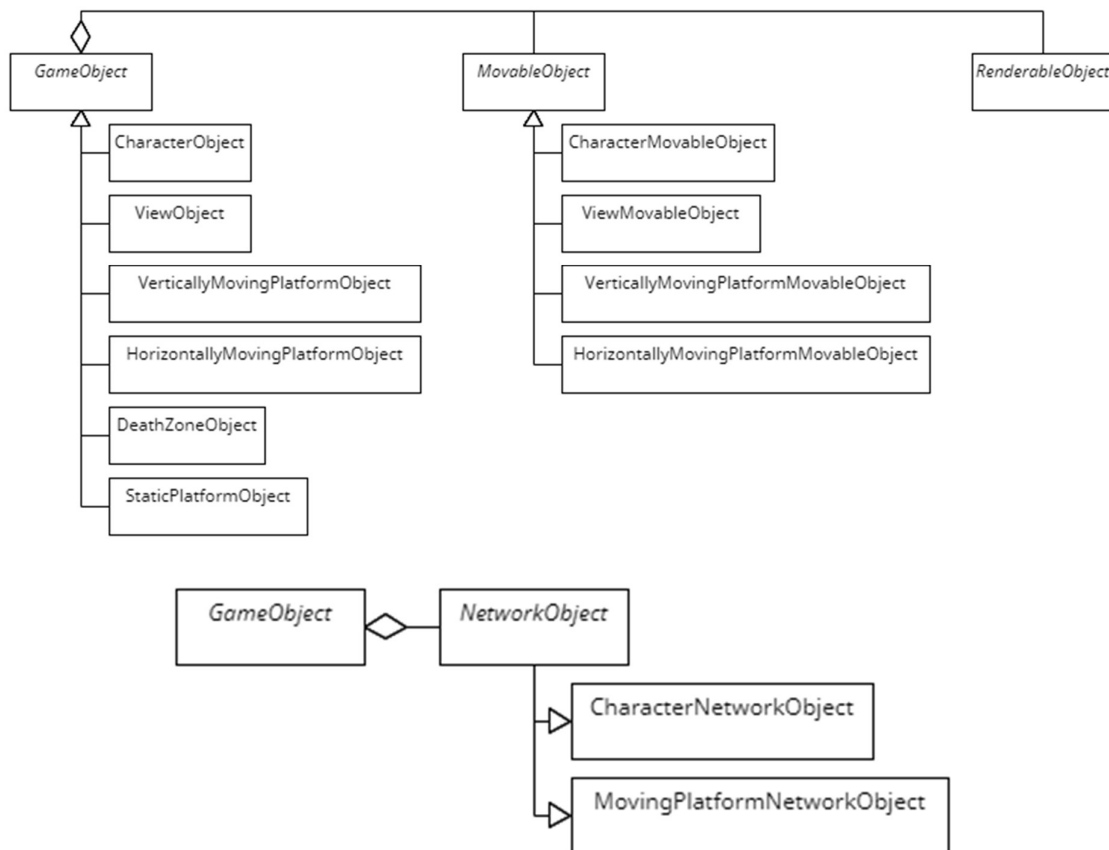 GameObject
MovableObject
RenderableObject
CharacterObject
CharacterMovableObject
ViewObject
ViewMovableObject
VerticallyMovingPlatformObject
VerticallyMovingPlatformMovableObject
HorizontallyMovingPlatformObject
HorizontallyMovingPlatformMovableObject
DeathZoneObject
StaticPlatformObject
GameObject
NetworkObject
CharacterNetworkObject
MovingPlatformNetworkObject